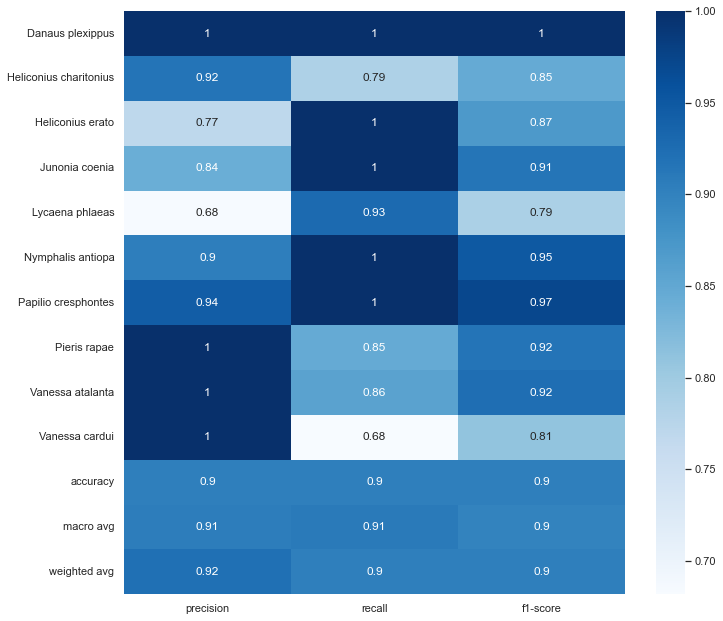 Danaus plexippus 1 1 1
Heliconius charitonius 0.92 0.79 0.85
Heliconius erato 0.77 1 0.87
Junonia coenia 0.84 1 0.91
Lycaena phlaeas 0.68 0.93 0.79
Nymphalis antiopa 0.9 1 0.95
Papilio cresphontes 0.94 1 0.97
Pieris rapae 1 0.85 0.92
Vanessa atalanta 1 0.86 0.92
Vanessa cardui 1 0.68 0.81
accuracy 0.9 0.9 0.9
macro avg 0.91 0.91 0.9
weighted avg 0.92 0.9 0.9
precision recall f1-score
1.00
0.95
0.90
0.85
0.80
0.75
0.70